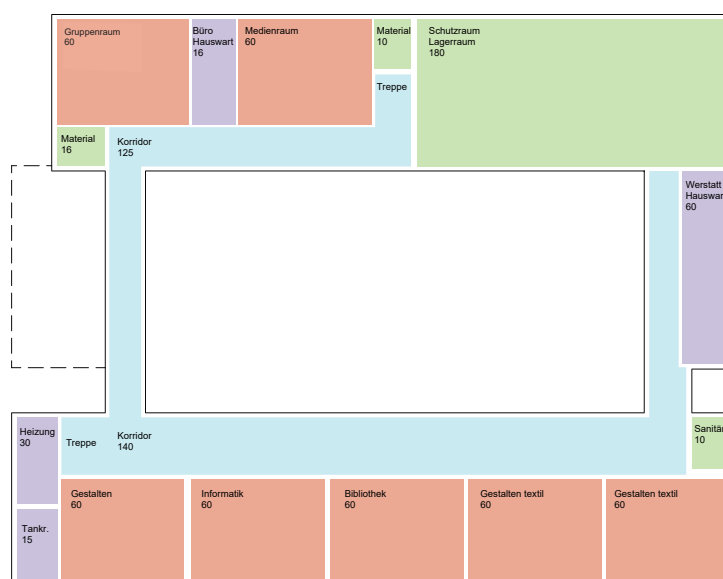 Gruppenraum
60
Büro
Hauswart
16
Medienraum
60
Material
10
Schutzraum
Lagerraum
180
Treppe
Material
16
Korridor
125
Werstatt
Hauswar
60
Heizung
30
Treppe
Korridor
140
Sanitär
10
Gestalten
60
Informatik
60
Bibliothek
60
Gestalten textil
60
Gestalten textil
60
Tankr.
15